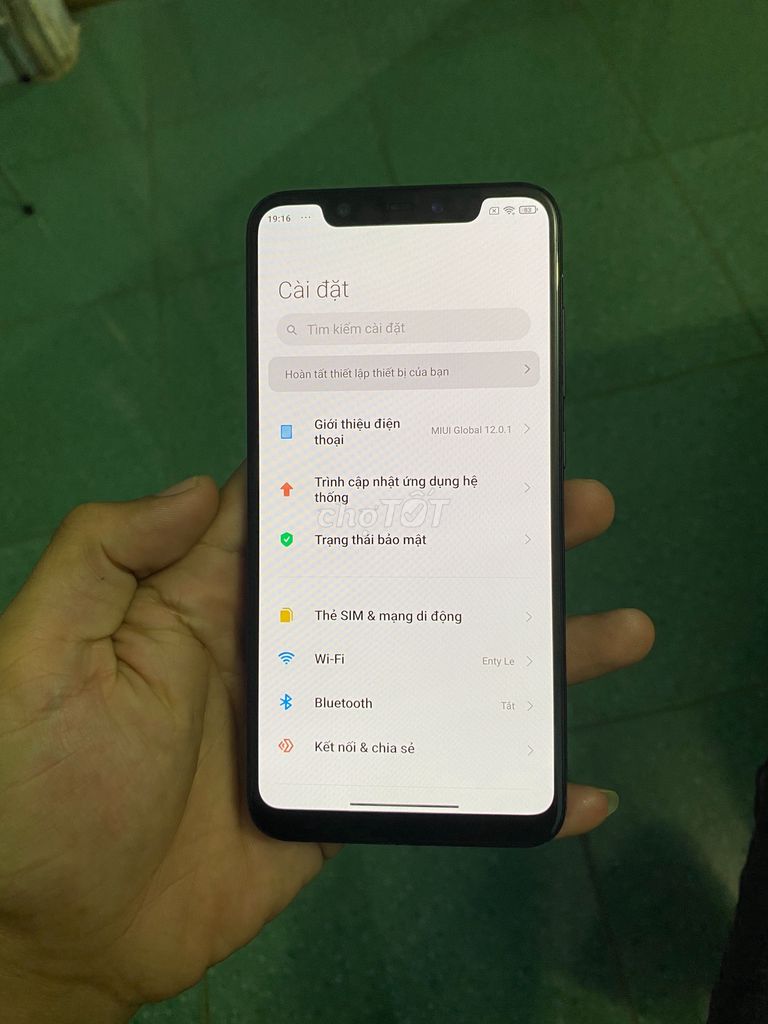 19:16 ...
83
Cài đặt
Tìm kiếm cài đặt
Hoàn tất thiết lập thiết bị của bạn
Giới thiệu điện
thoại
MIUI Global 12.0.1
Trình cập nhật ứng dụng hệ
thống
chợTỐT
Trạng thái bảo mật
Thẻ SIM & mạng di động
Wi-Fi
Enty Le
Bluetooth
Tắt
Kết nối & chia sẻ